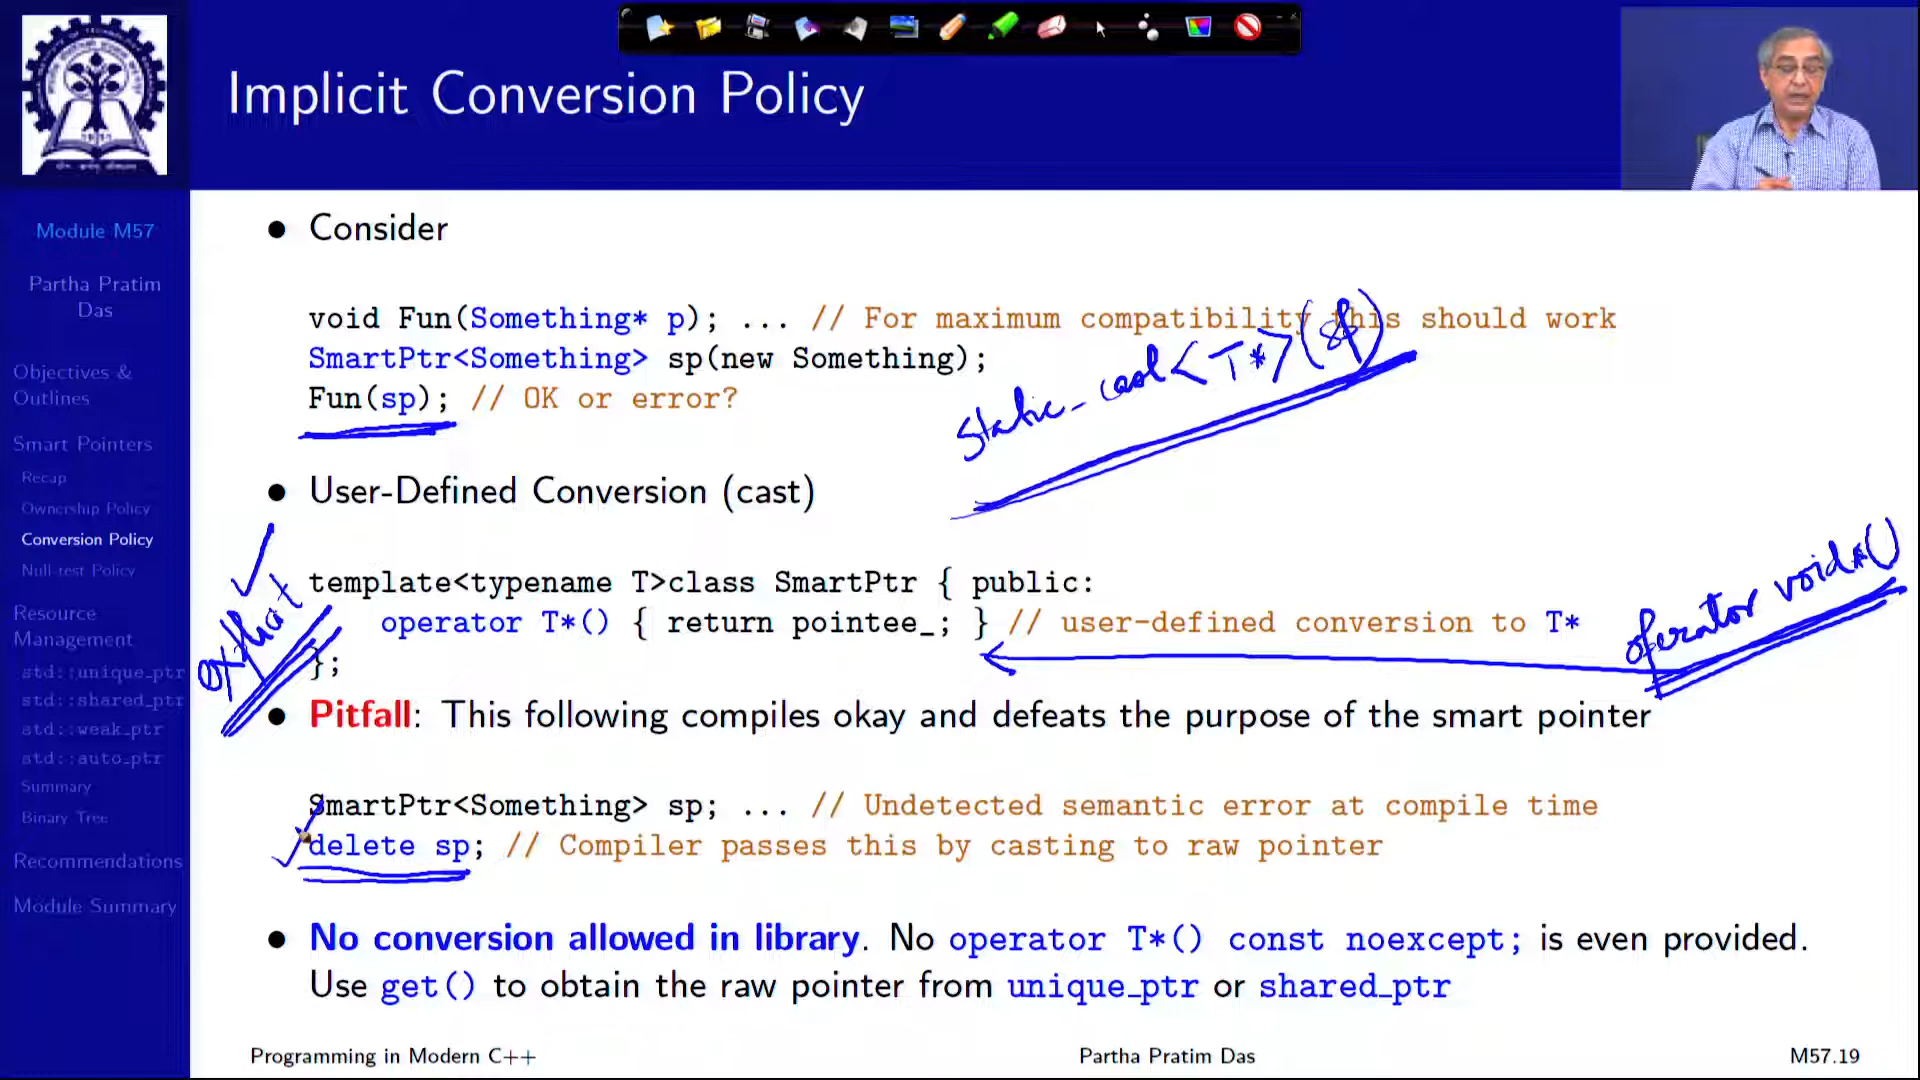 Implicit Conversion Policy
Module M57
Partha Pratim
Das
Objectives &
Outlines
Smart Pointers
Recap
Ownership Policy
Conversion Policy
Null-test Policy
Resource
Management
std::unique_ptr
std::shared_ptr
std::weak_ptr
std::auto_ptr
Summary
Binary Tree
Recommendations
Module Summary
• Consider
void Fun(Something* p); ... // For maximum compatibility this should work
SmartPtr<Something> sp(new Something);
Fun(sp); // OK or error?
static_cast<T*>(sp)
• User-Defined Conversion (cast)
template<typename T>class SmartPtr { public:
operator T*() { return pointee_; } // user-defined conversion to T*
};
operator void*()
• Pitfall: This following compiles okay and defeats the purpose of the smart pointer
SmartPtr<Something> sp; ... // Undetected semantic error at compile time
delete sp; // Compiler passes this by casting to raw pointer
• No conversion allowed in library. No operator T*() const noexcept; is even provided.
Use get() to obtain the raw pointer from unique_ptr or shared_ptr
Programming in Modern C++
Partha Pratim Das
M57.19